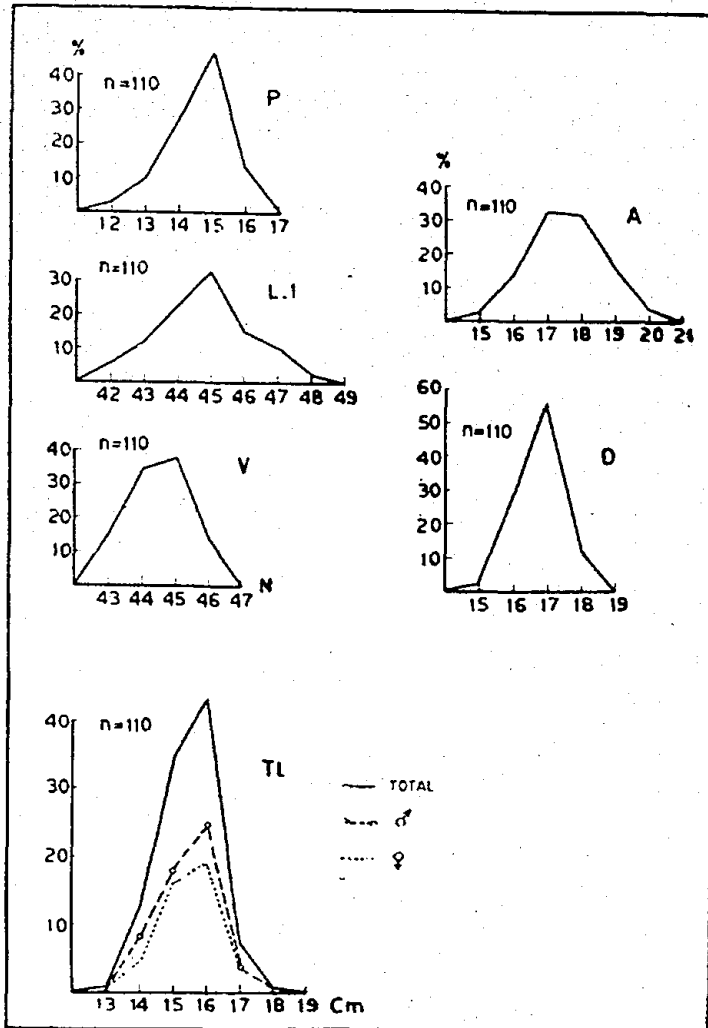 %
n=110
P
40
30
20
10
12 13 14 15 16 17
%
n=110
A
40
30
20
10
15 16 17 18 19 20 21
n=110
L.1
30
20
10
42 43 44 45 46 47 48 49
60
50
40
30
20
10
n=110
D
15 16 17 18 19
n=110
V
40
30
20
10
43 44 45 46 47
N
n=110
TL
40
30
20
10
13 14 15 16 17 18 19 Cm
TOTAL
♂
♀